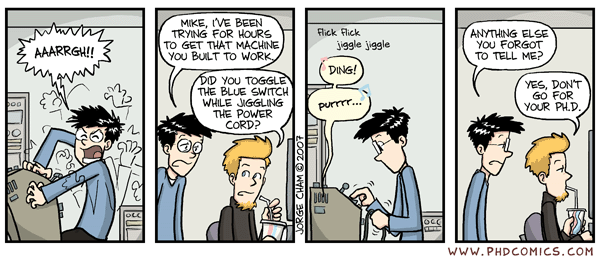 AAARRGH!!
MIKE, I'VE BEEN
TRYING FOR HOURS
TO GET THAT MACHINE
YOU BUILT TO WORK.
DID YOU TOGGLE
THE BLUE SWITCH
WHILE JIGGLING
THE POWER
CORD?
JORGE CHAM © 2007
flick flick
jiggle jiggle
DING!
purrrr...
ANYTHING ELSE
YOU FORGOT
TO TELL ME?
YES, DON'T
GO FOR
YOUR PH.D.
WWW.PHDCOMICS.COM